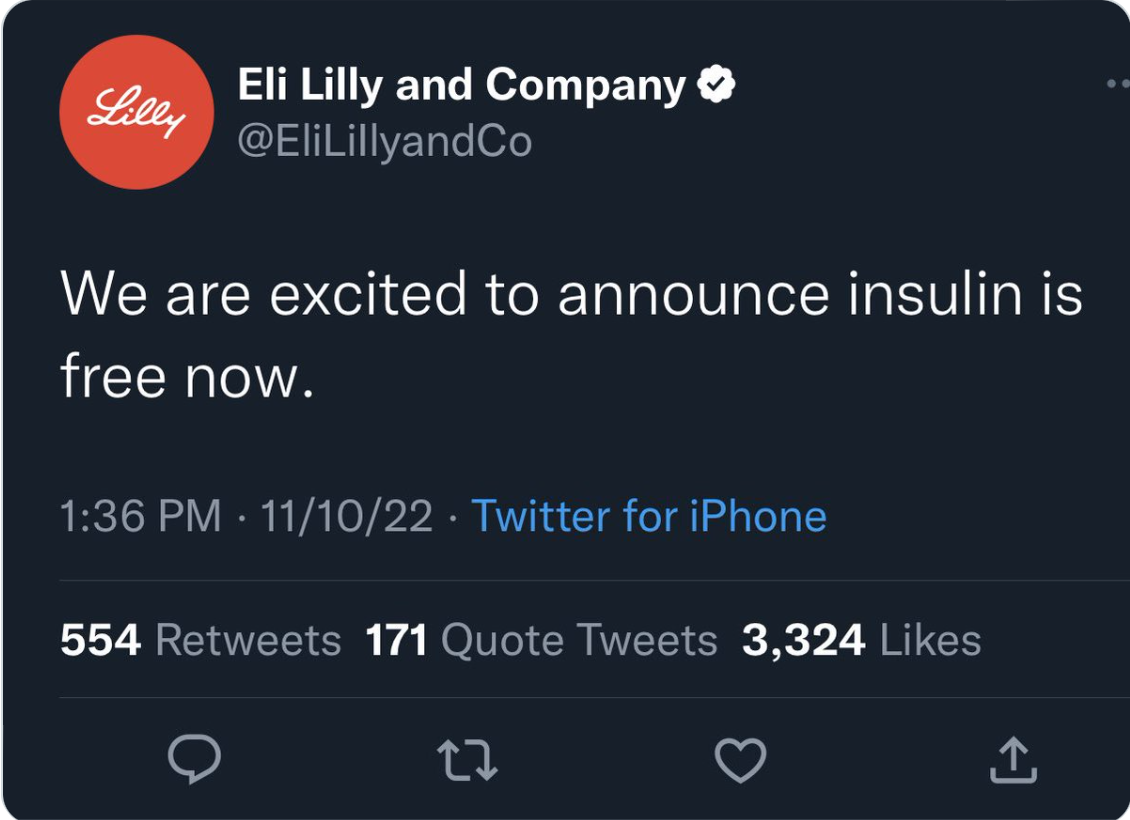 Lilly
Eli Lilly and Company
@EliLillyandCo
We are excited to announce insulin is
free now.
1:36 PM · 11/10/22 · Twitter for iPhone
554 Retweets 171 Quote Tweets 3,324 Likes